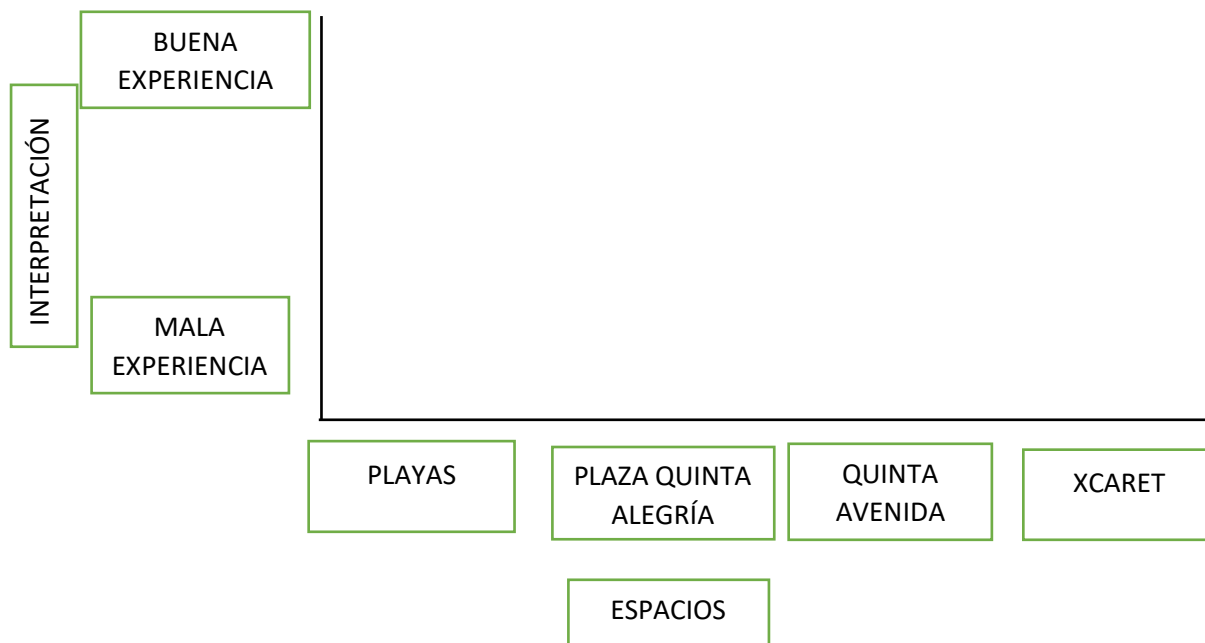 BUENA
EXPERIENCIA
INTERPRETACIÓN
MALA
EXPERIENCIA
PLAYAS
PLAZA QUINTA
ALEGRÍA
QUINTA
AVENIDA
XCARET
ESPACIOS